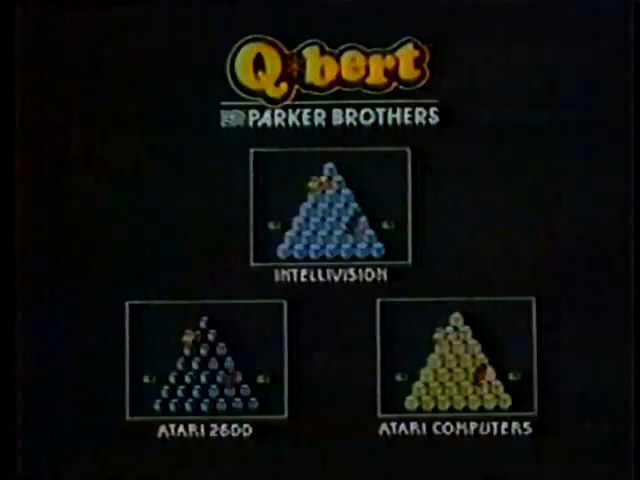 Q*bert
PARKER BROTHERS
INTELLIVISION
ATARI 2600
ATARI COMPUTERS